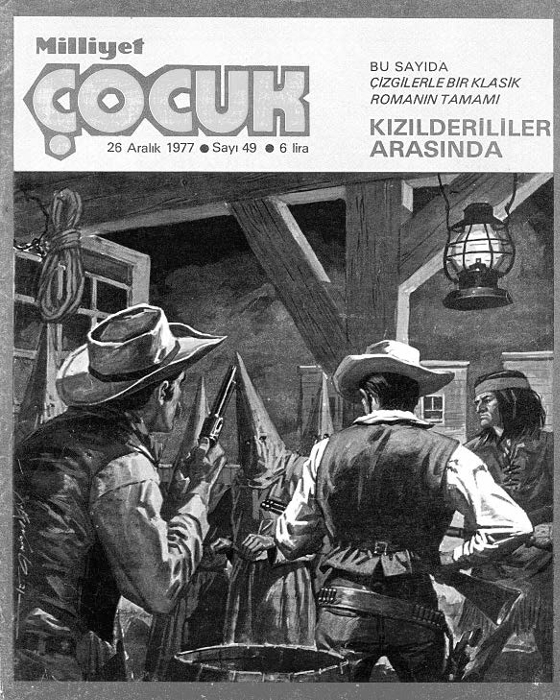 Milliyet
ÇOCUK
26 Aralık 1977 ● Sayı 49 ● 6 lira
BU SAYIDA
ÇİZGİLERLE BİR KLASİK
ROMANIN TAMAMI
KIZILDERİLİLER
ARASINDA